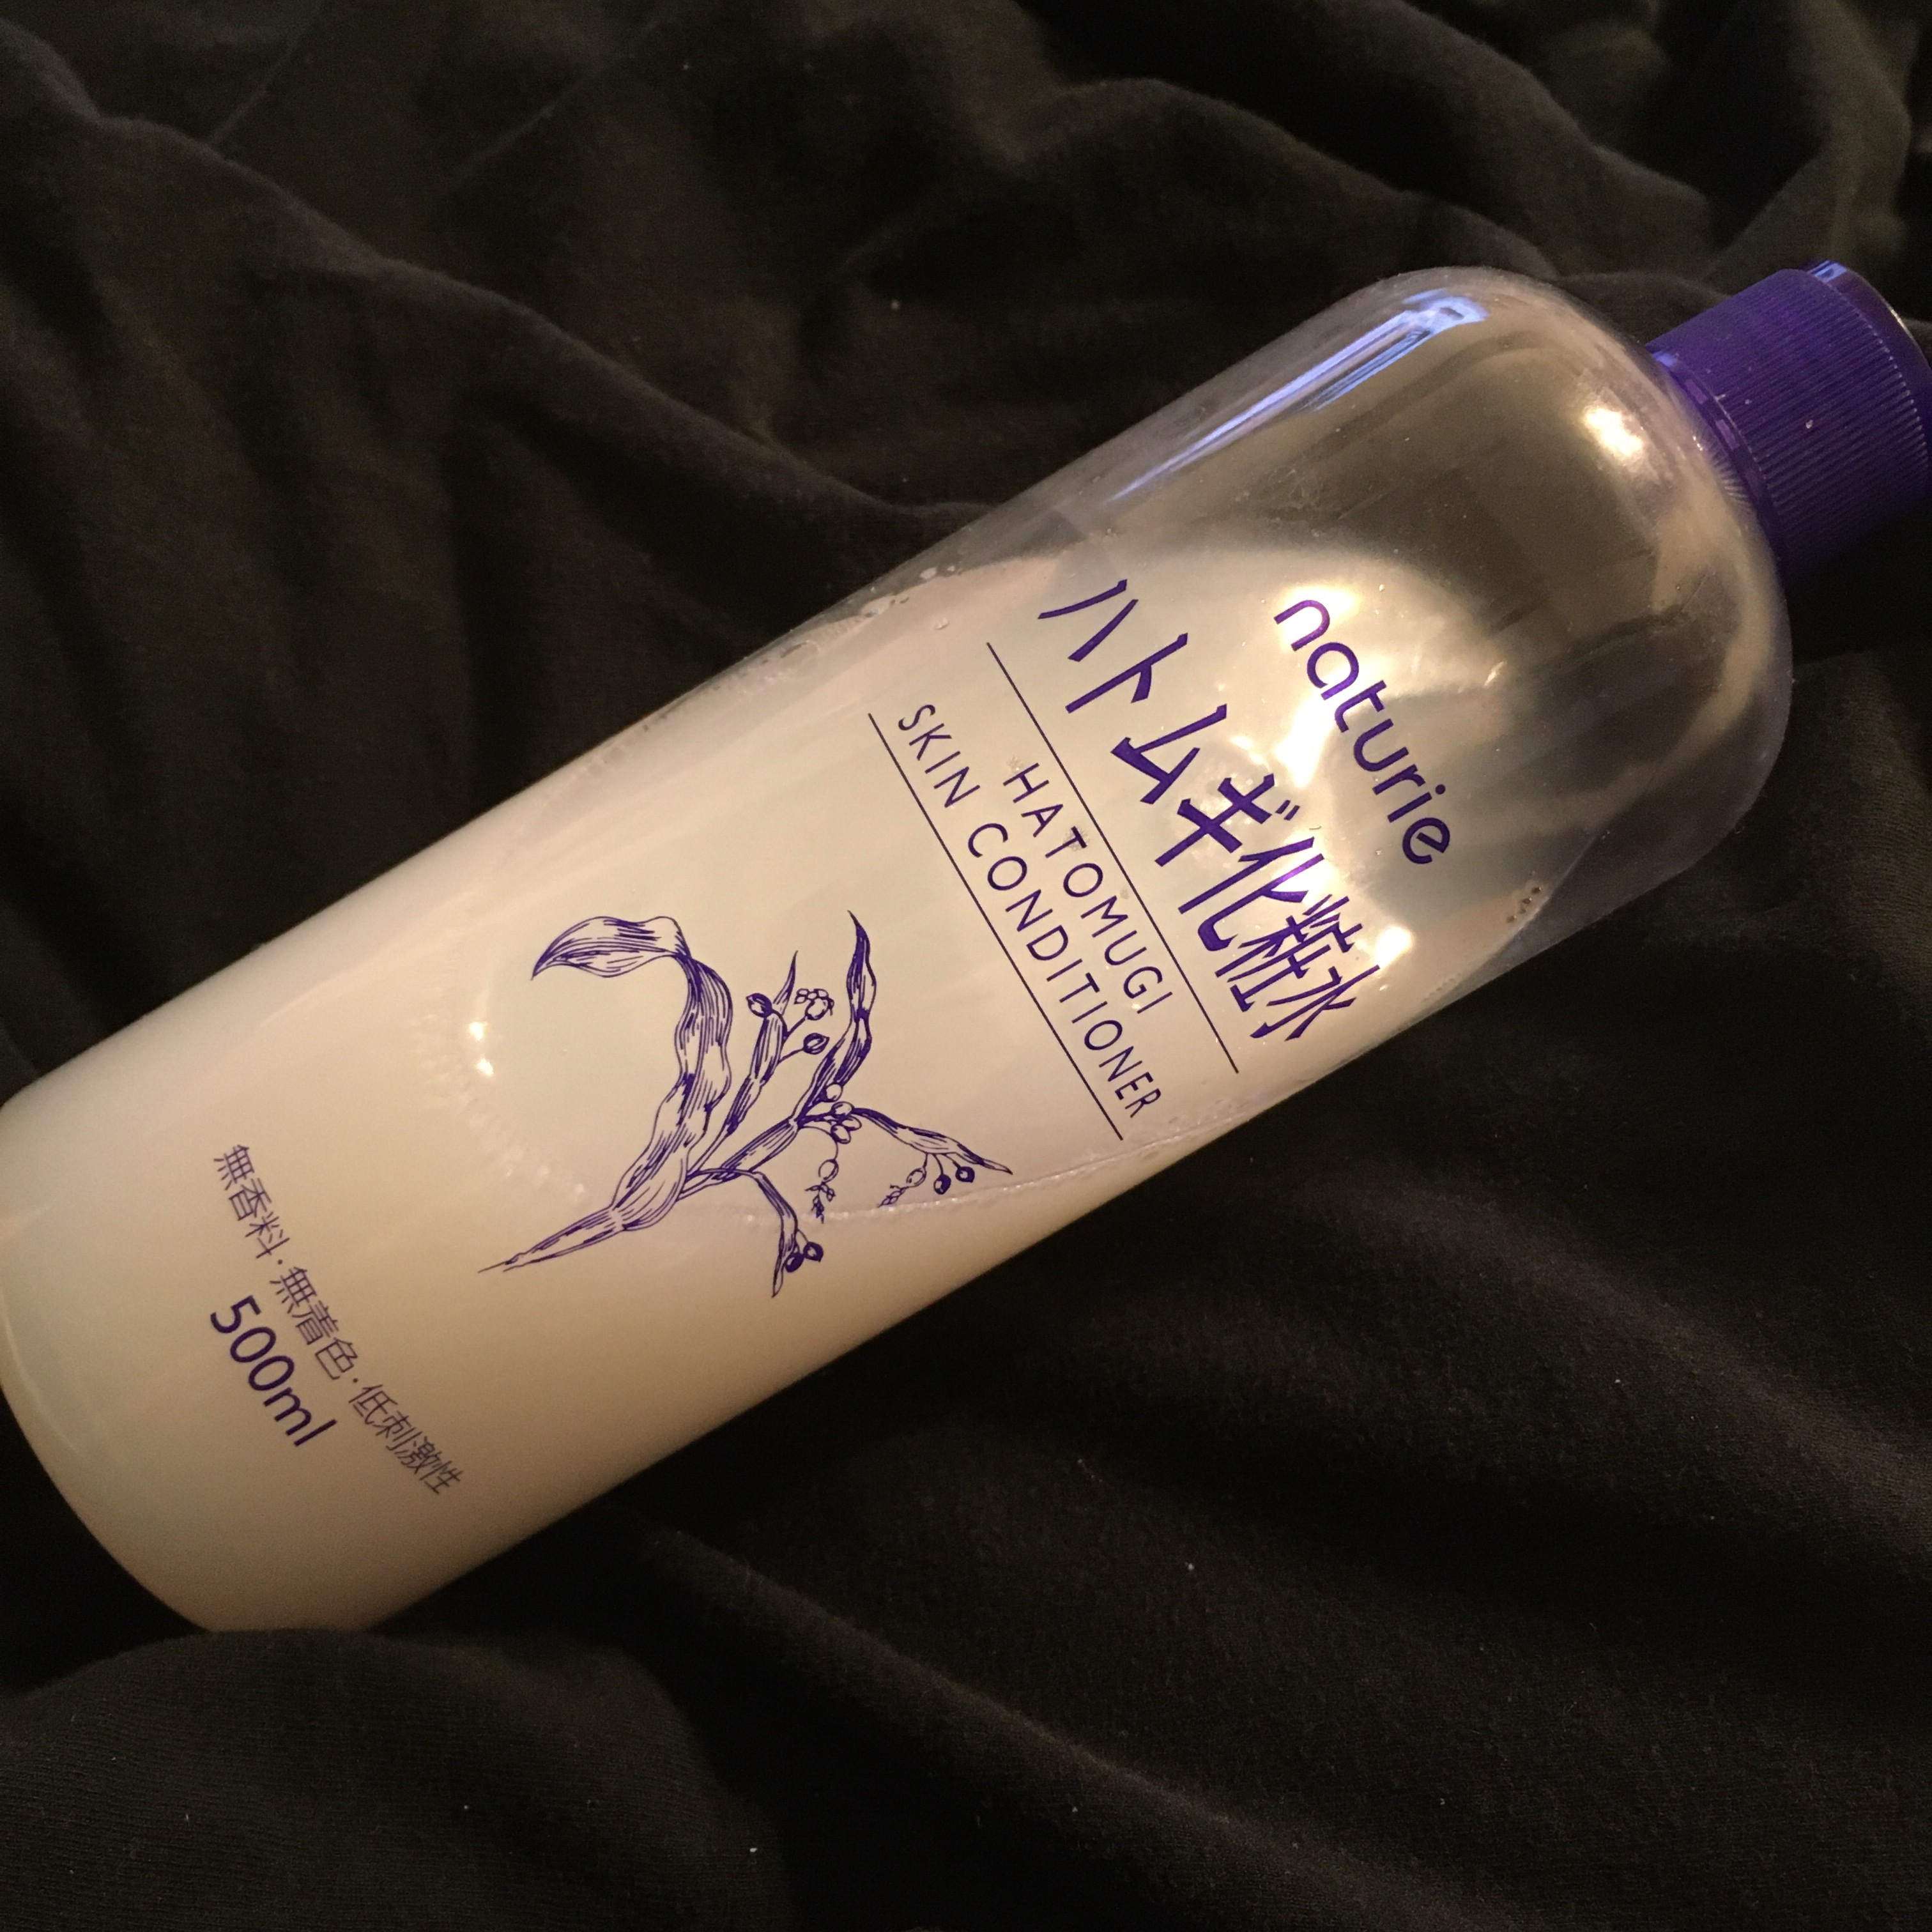 naturie
ハトムギ化粧水
HATOMUGI
SKIN CONDITIONER
無香料・無着色・低刺激性
500ml